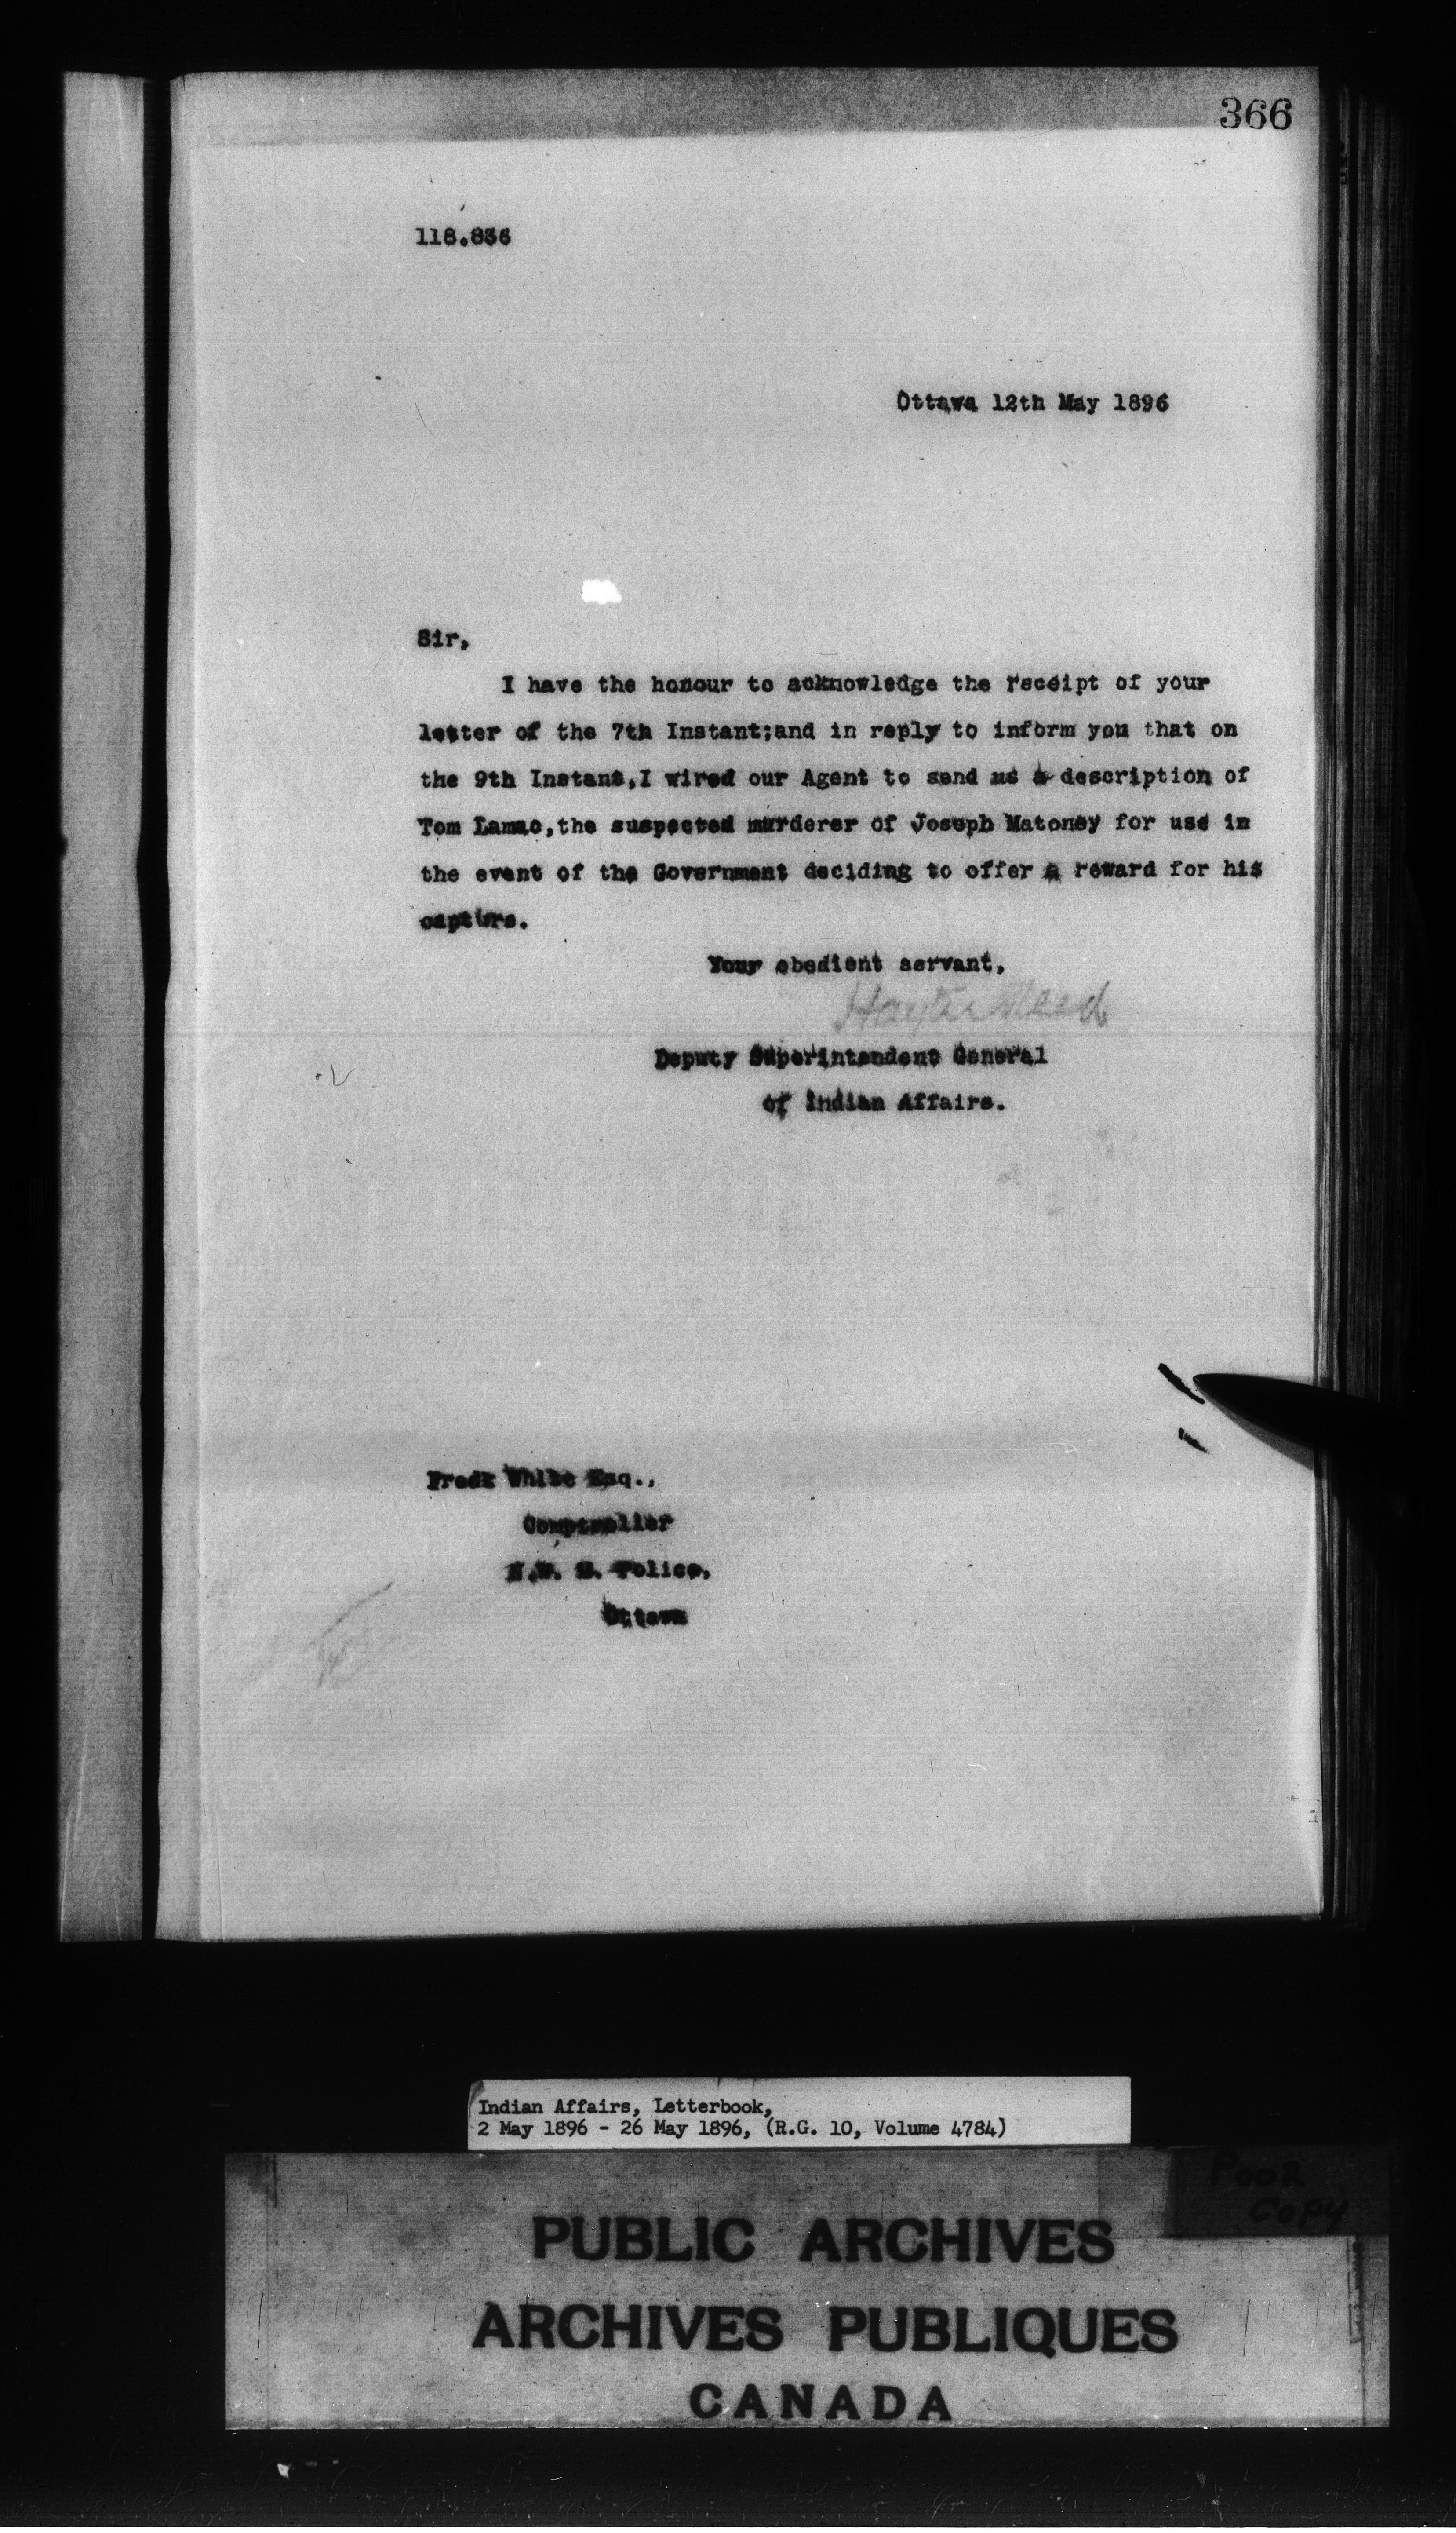 366
118.836
Ottawa 12th May 1896
Sir,
I have the honour to acknowledge the receipt of your
letter of the 7th Instant;and in reply to inform you that on
the 9th Instant,I wired our Agent to send us a description of
Tom Lamac,the suspected murderer of Joseph Matoney for use in
the event of the Government deciding to offer a reward for his
capture.
Your obedient servant,
Hayter Reed
Deputy Superintendent General
of Indian Affairs.
Fredk White Esq.,
Comptroller
N.W. M. Police,
Ottawa
Indian Affairs, Letterbook,
2 May 1896 - 26 May 1896, (R.G. 10, Volume 4784)
POOR
COPY
PUBLIC ARCHIVES
ARCHIVES PUBLIQUES
CANADA